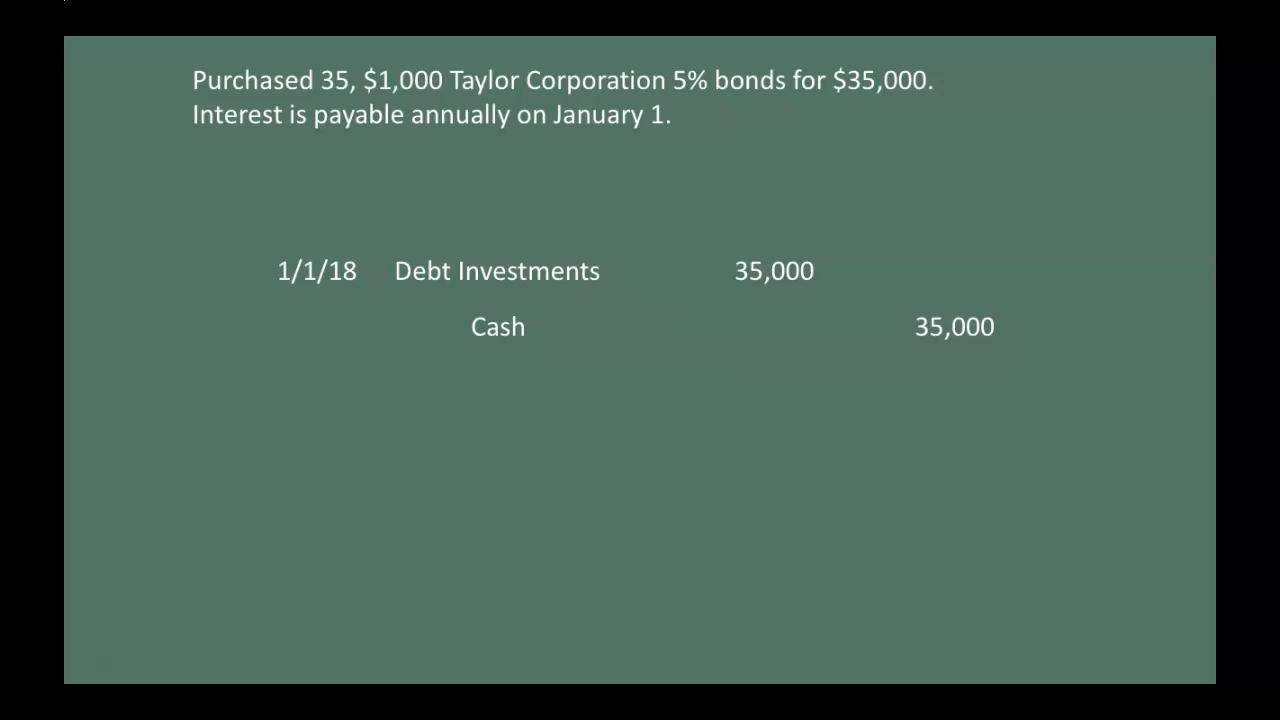 Purchased 35, $1,000 Taylor Corporation 5% bonds for $35,000.
Interest is payable annually on January 1.
1/1/18 Debt Investments 35,000
Cash 35,000